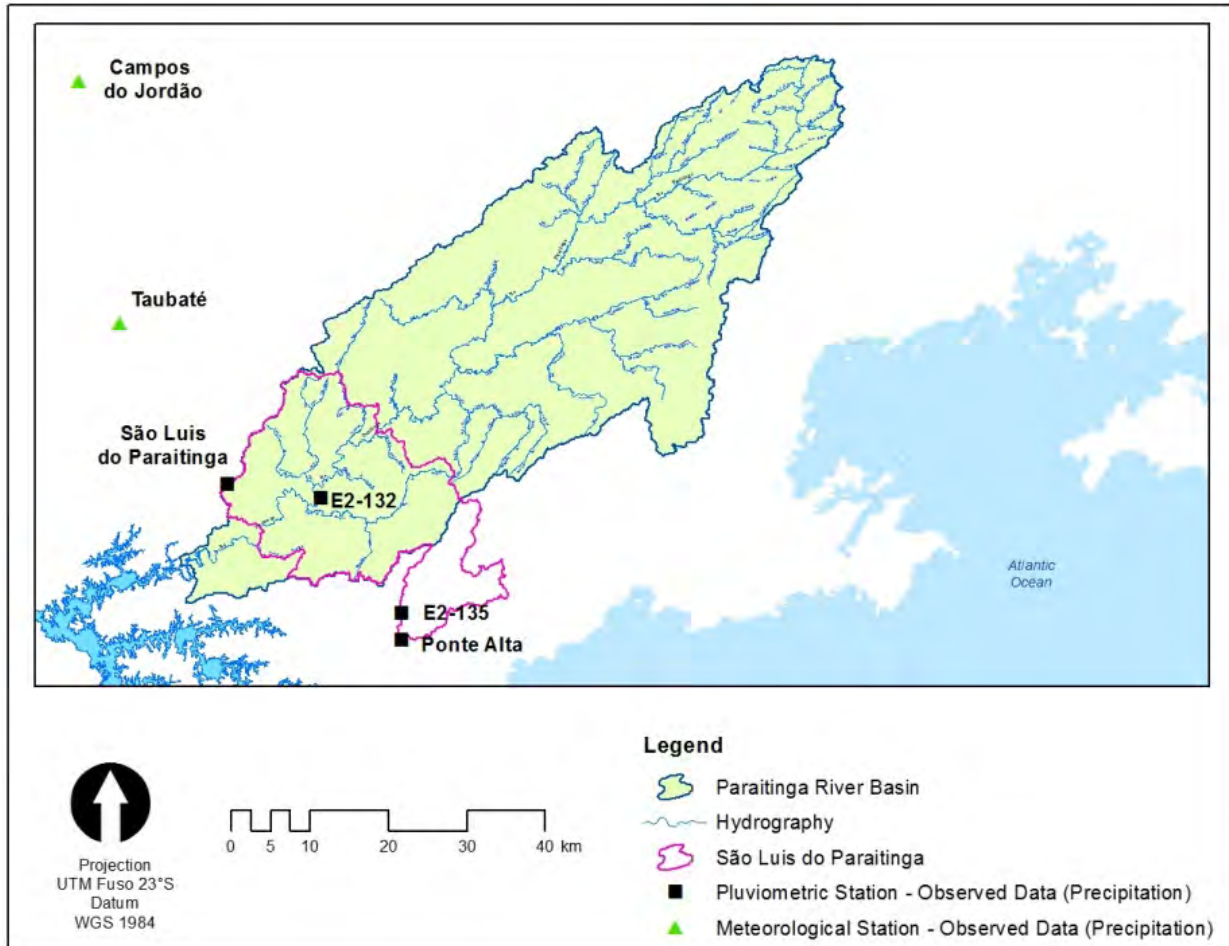 Campos
do Jordão
Taubaté
São Luis
do Paraitinga
E2-132
E2-135
Ponte Alta
Atlantic
Ocean
Projection
UTM Fuso 23°S
Datum
WGS 1984
0 5 10 20 30 40 km
Legend
Paraitinga River Basin
Hydrography
São Luis do Paraitinga
Pluviometric Station - Observed Data (Precipitation)
Meteorological Station - Observed Data (Precipitation)